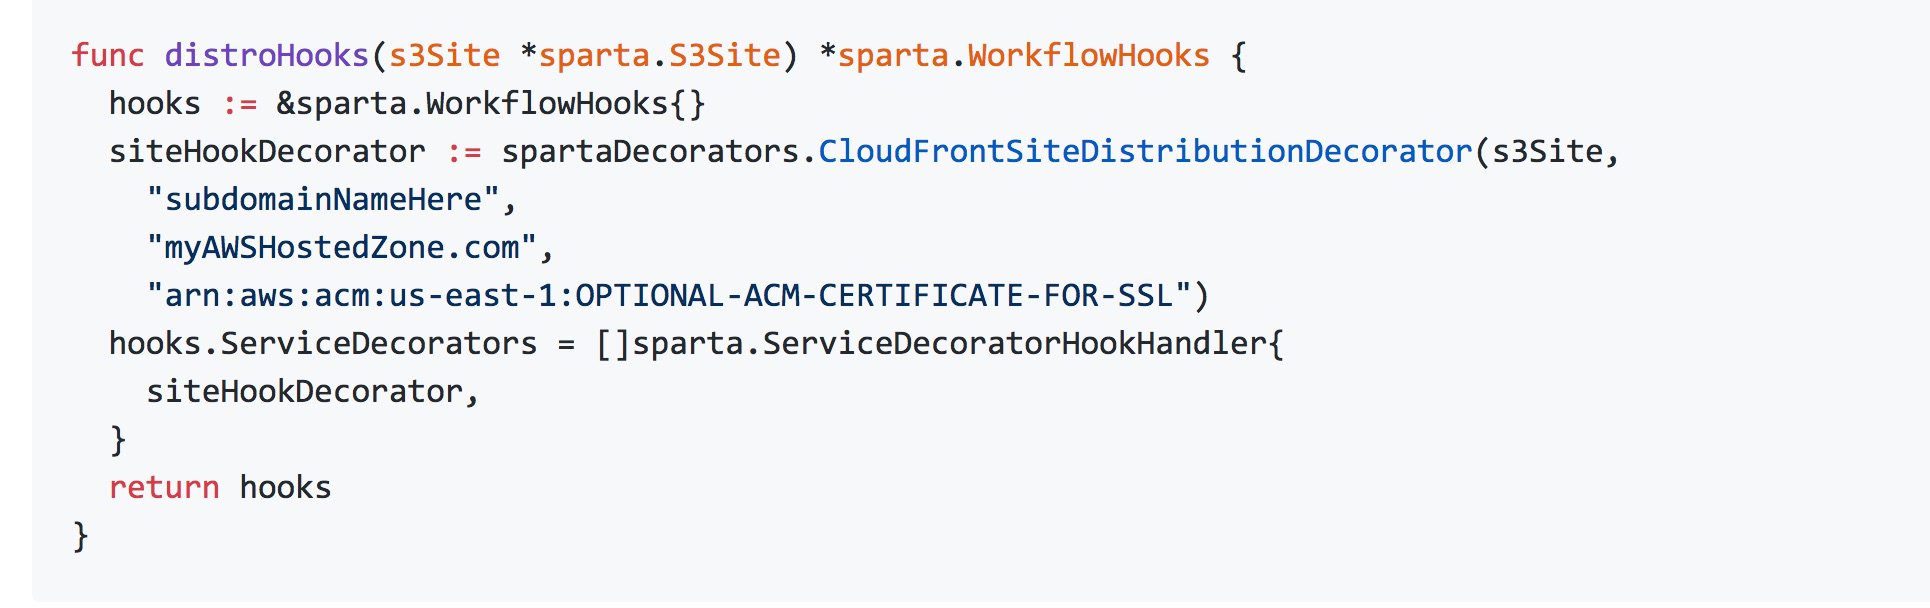 func distroHooks(s3Site *sparta.S3Site) *sparta.WorkflowHooks {
  hooks := &sparta.WorkflowHooks{}
  siteHookDecorator := spartaDecorators.CloudFrontSiteDistributionDecorator(s3Site,
    "subdomainNameHere",
    "myAWSHostedZone.com",
    "arn:aws:acm:us-east-1:OPTIONAL-ACM-CERTIFICATE-FOR-SSL")
  hooks.ServiceDecorators = []sparta.ServiceDecoratorHookHandler{
    siteHookDecorator,
  }
  return hooks
}